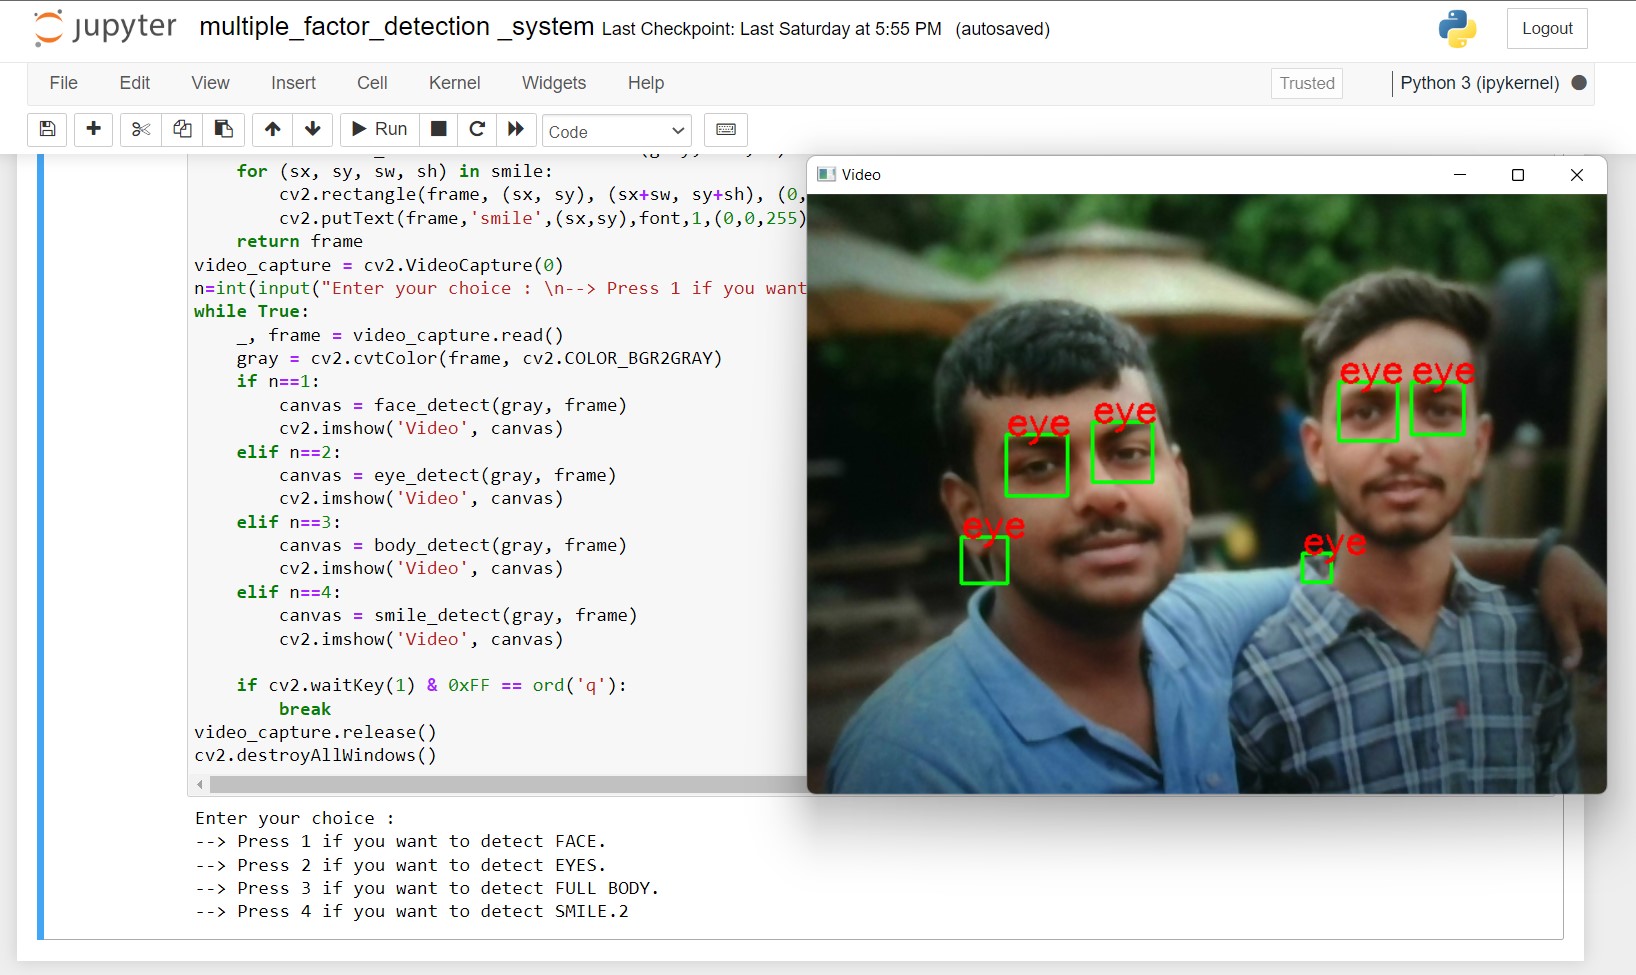 jupyter multiple_factor_detection _system Last Checkpoint: Last Saturday at 5:55 PM (autosaved) Logout
File Edit View Insert Cell Kernel Widgets Help Trusted Python 3 (ipykernel)
Run Code
for (sx, sy, sw, sh) in smile:
cv2.rectangle(frame, (sx, sy), (sx+sw, sy+sh), (0,
cv2.putText(frame,'smile',(sx,sy),font,1,(0,0,255)
return frame
video_capture = cv2.VideoCapture(0)
n=int(input("Enter your choice : \n--> Press 1 if you want
while True:
_, frame = video_capture.read()
gray = cv2.cvtColor(frame, cv2.COLOR_BGR2GRAY)
if n==1:
canvas = face_detect(gray, frame)
cv2.imshow('Video', canvas)
elif n==2:
canvas = eye_detect(gray, frame)
cv2.imshow('Video', canvas)
elif n==3:
canvas = body_detect(gray, frame)
cv2.imshow('Video', canvas)
elif n==4:
canvas = smile_detect(gray, frame)
cv2.imshow('Video', canvas)
if cv2.waitKey(1) & 0xFF == ord('q'):
break
video_capture.release()
cv2.destroyAllWindows()
Enter your choice :
--> Press 1 if you want to detect FACE.
--> Press 2 if you want to detect EYES.
--> Press 3 if you want to detect FULL BODY.
--> Press 4 if you want to detect SMILE.2
Video
eye eye
eye eye
eye
eye